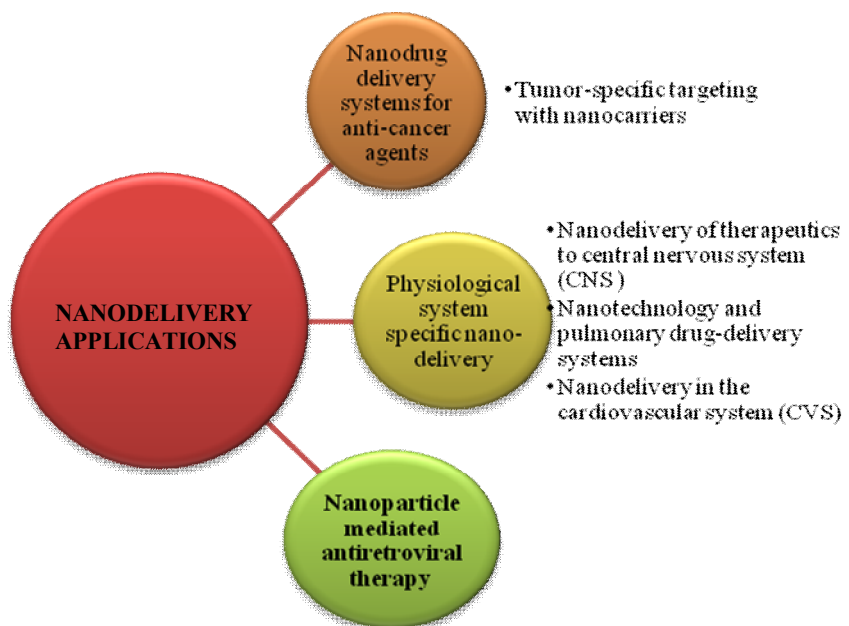 NANODELIVERY
APPLICATIONS
Nanodrug
delivery
systems for
anti-cancer
agents
•Tumor-specific targeting
with nanocarriers
Physiological
system
specific nano-
delivery
•Nanodelivery of therapeutics
to central nervous system
(CNS )
•Nanotechnology and
pulmonary drug-delivery
systems
•Nanodelivery in the
cardiovascular system (CVS)
Nanoparticle
mediated
antiretroviral
therapy